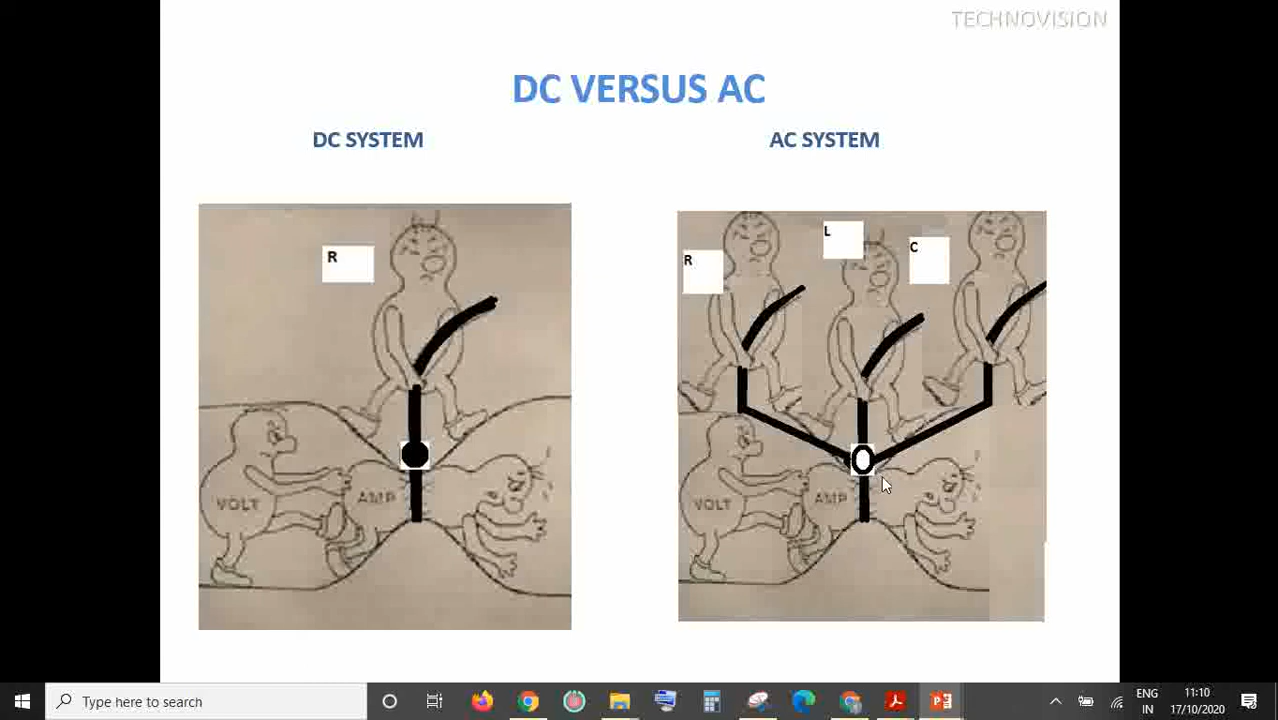 TECHNOVISION
DC VERSUS AC
DC SYSTEM
AC SYSTEM
R
VOLT
AMP
R
L
C
VOLT
AMP
Type here to search
ENG
IN
11:10
17/10/2020